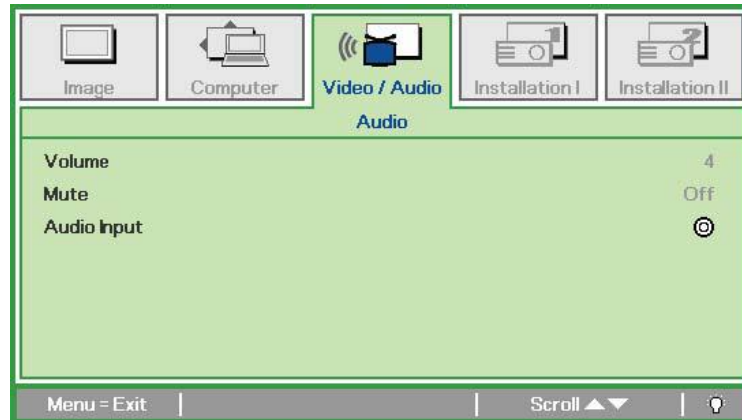 Image
Computer
Video / Audio
Installation I
Installation II
Audio
Volume 4
Mute Off
Audio Input
Menu = Exit Scroll ▲▼